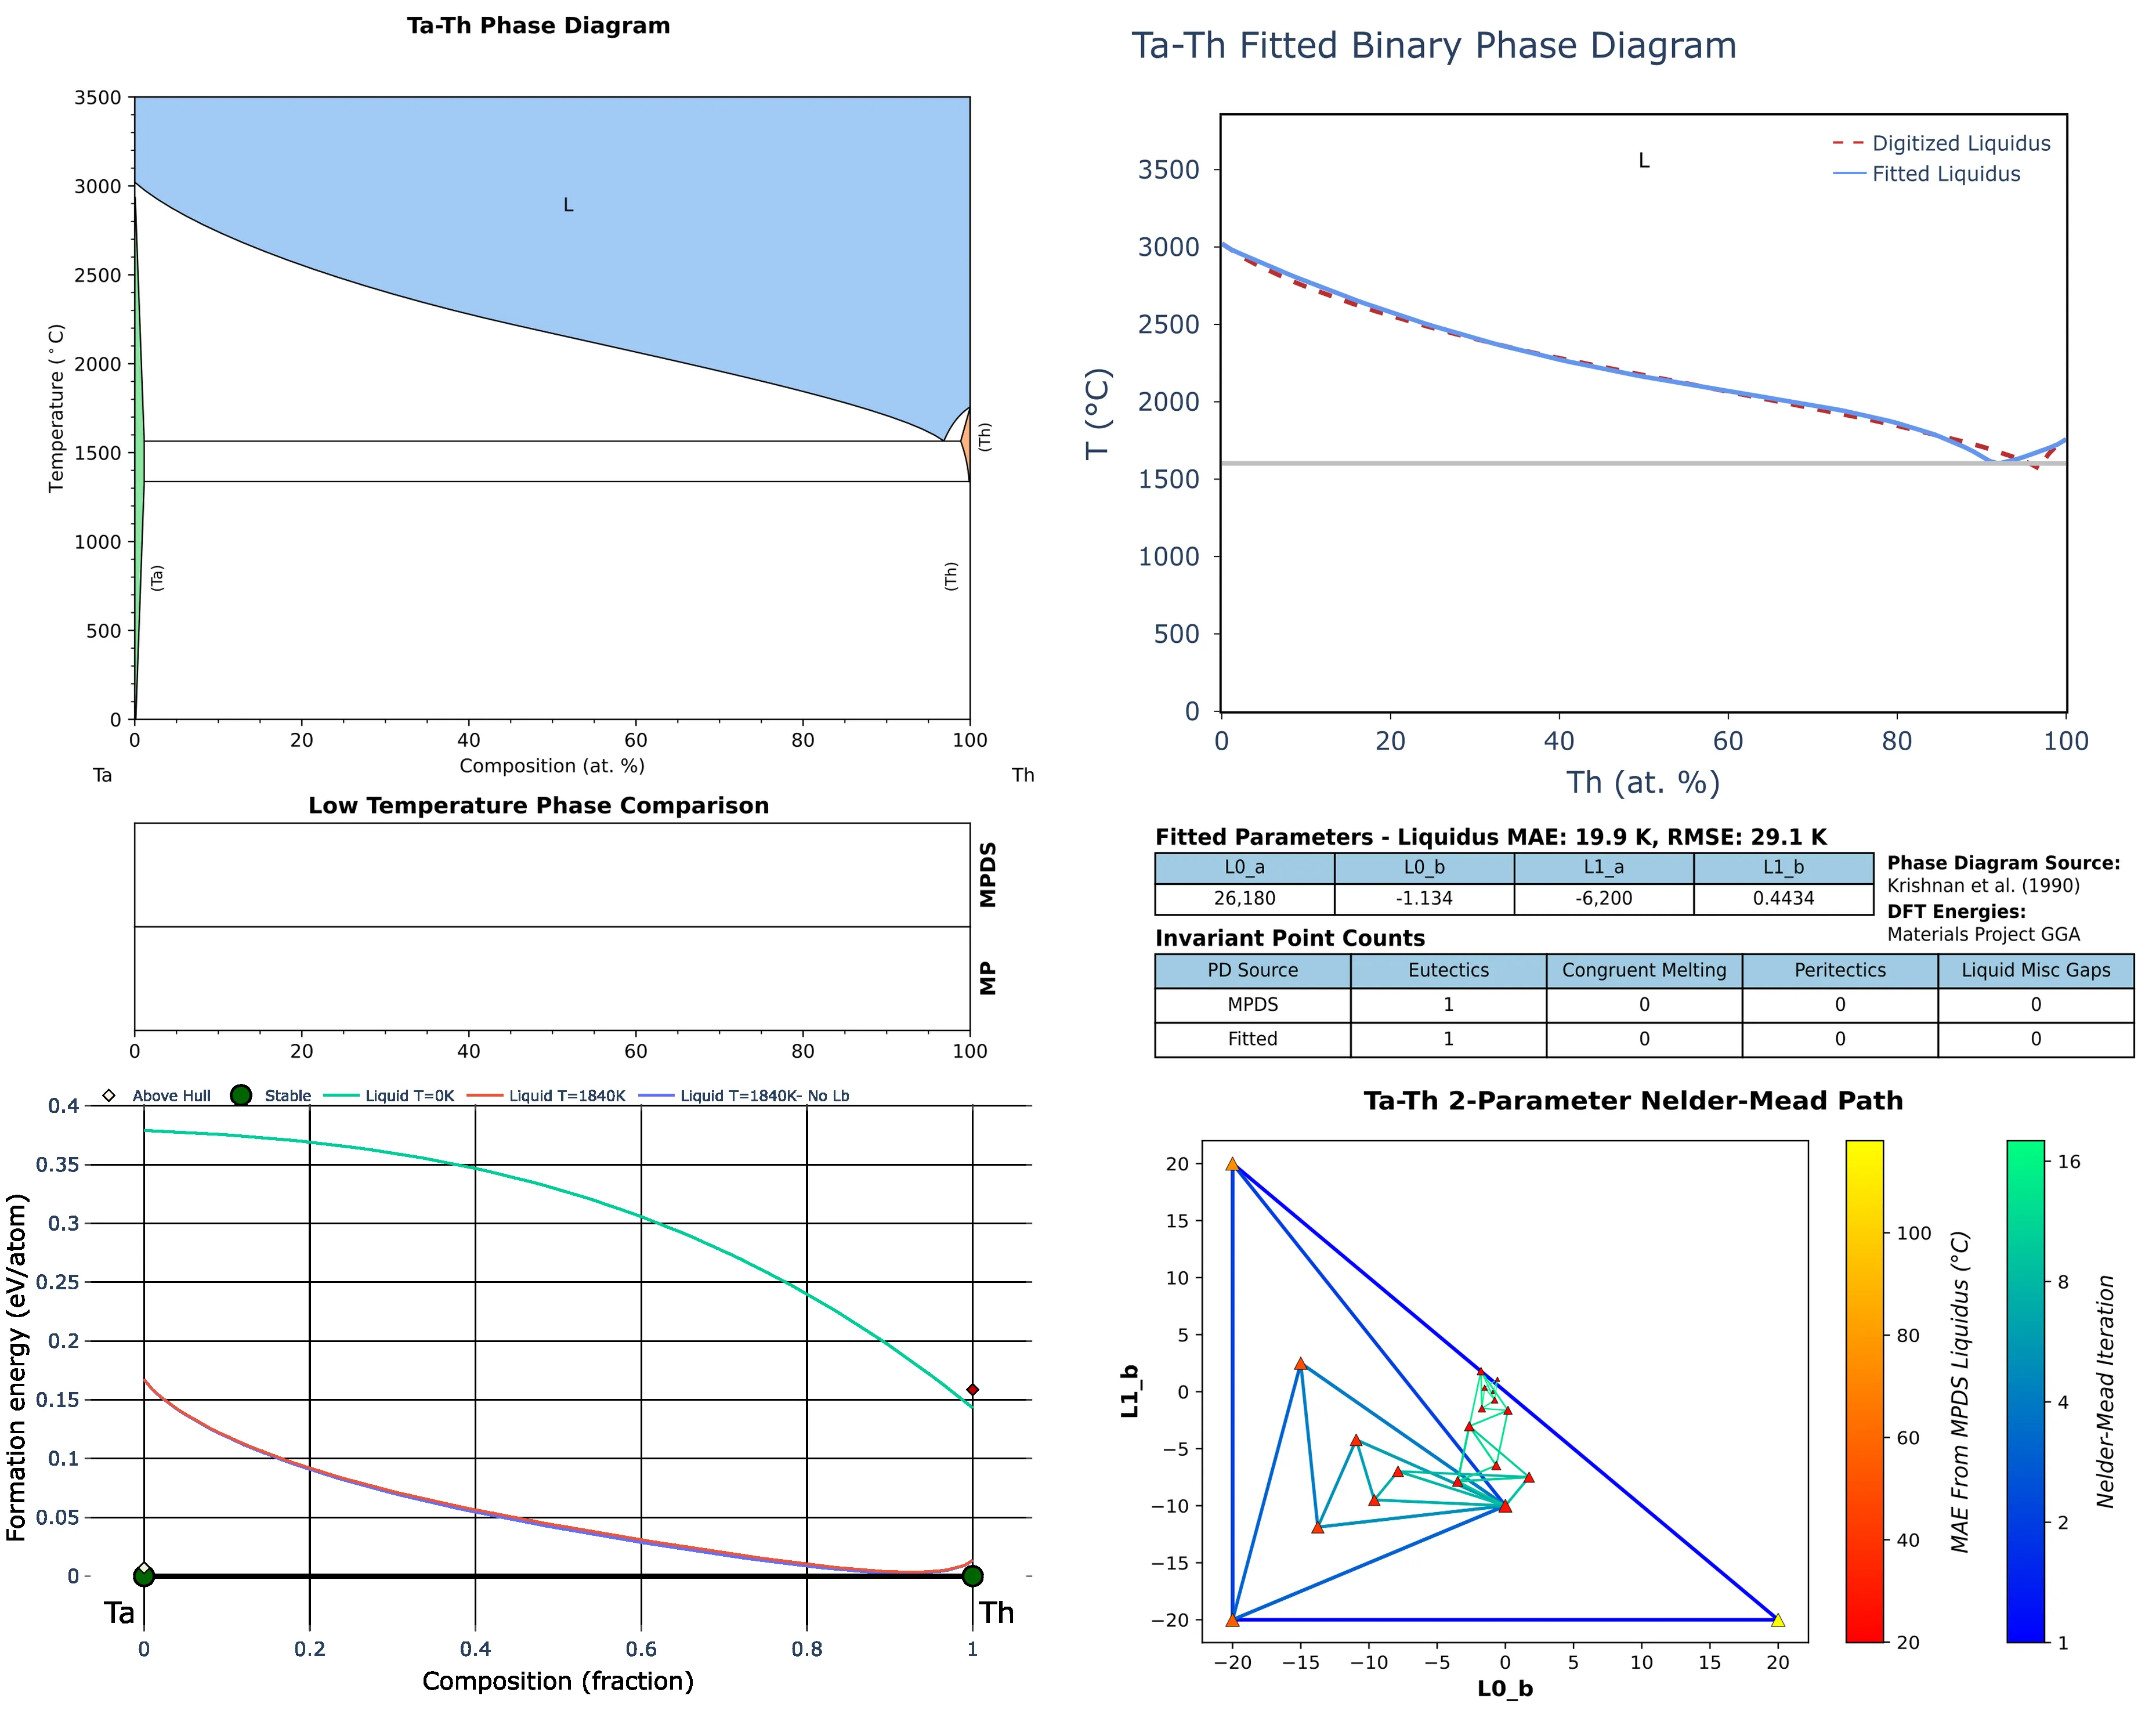 Ta-Th Phase Diagram
3500
3000
2500
2000
1500
1000
500
0
Temperature (°C)
L
(Ta)
(Th)
(Th)
0 20 40 60 80 100
Composition (at. %)
Ta Th
Low Temperature Phase Comparison
MPDS
MP
0 20 40 60 80 100
Ta-Th Fitted Binary Phase Diagram
L
Digitized Liquidus
Fitted Liquidus
3500
3000
2500
2000
1500
1000
500
0
T (°C)
0 20 40 60 80 100
Th (at. %)
Fitted Parameters - Liquidus MAE: 19.9 K, RMSE: 29.1 K
L0_a L0_b L1_a L1_b
26,180 -1.134 -6,200 0.4434
Phase Diagram Source:
Krishnan et al. (1990)
DFT Energies:
Materials Project GGA
Invariant Point Counts
PD Source Eutectics Congruent Melting Peritectics Liquid Misc Gaps
MPDS 1 0 0 0
Fitted 1 0 0 0
Above Hull Stable Liquid T=0K Liquid T=1840K Liquid T=1840K- No Lb
0.4
0.35
0.3
0.25
0.2
0.15
0.1
0.05
0
Formation energy (eV/atom)
Ta Th
0 0.2 0.4 0.6 0.8 1
Composition (fraction)
Ta-Th 2-Parameter Nelder-Mead Path
20
15
10
5
0
−5
−10
−15
−20
L1_b
−20 −15 −10 −5 0 5 10 15 20
L0_b
100
80
60
40
20
MAE From MPDS Liquidus (°C)
16
8
4
2
1
Nelder-Mead Iteration